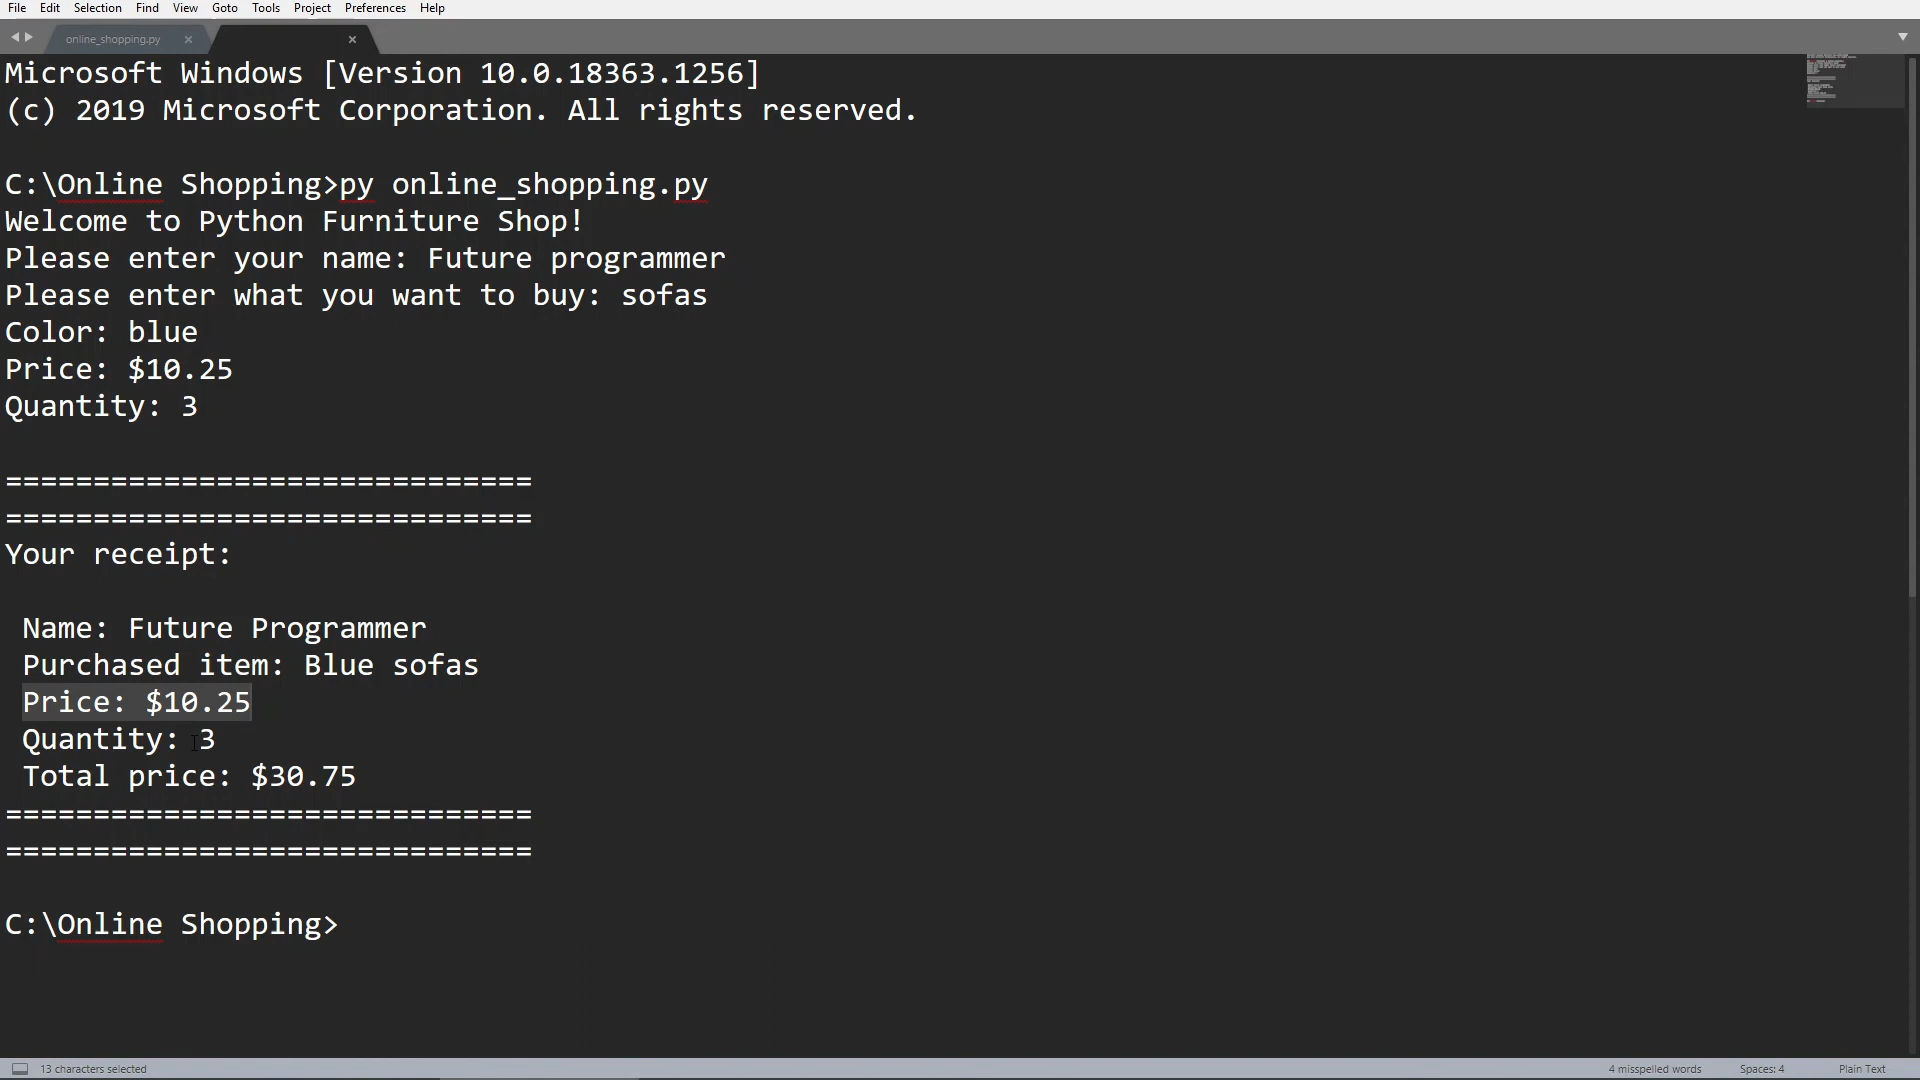 File Edit Selection Find View Goto Tools Project Preferences Help
online_shopping.py
Microsoft Windows [Version 10.0.18363.1256]
(c) 2019 Microsoft Corporation. All rights reserved.
C:\Online Shopping>py online_shopping.py
Welcome to Python Furniture Shop!
Please enter your name: Future programmer
Please enter what you want to buy: sofas
Color: blue
Price: $10.25
Quantity: 3
==============================
==============================
Your receipt:
Name: Future Programmer
Purchased item: Blue sofas
Price: $10.25
Quantity: 3
Total price: $30.75
==============================
==============================
C:\Online Shopping>
13 characters selected 4 misspelled words Spaces: 4 Plain Text